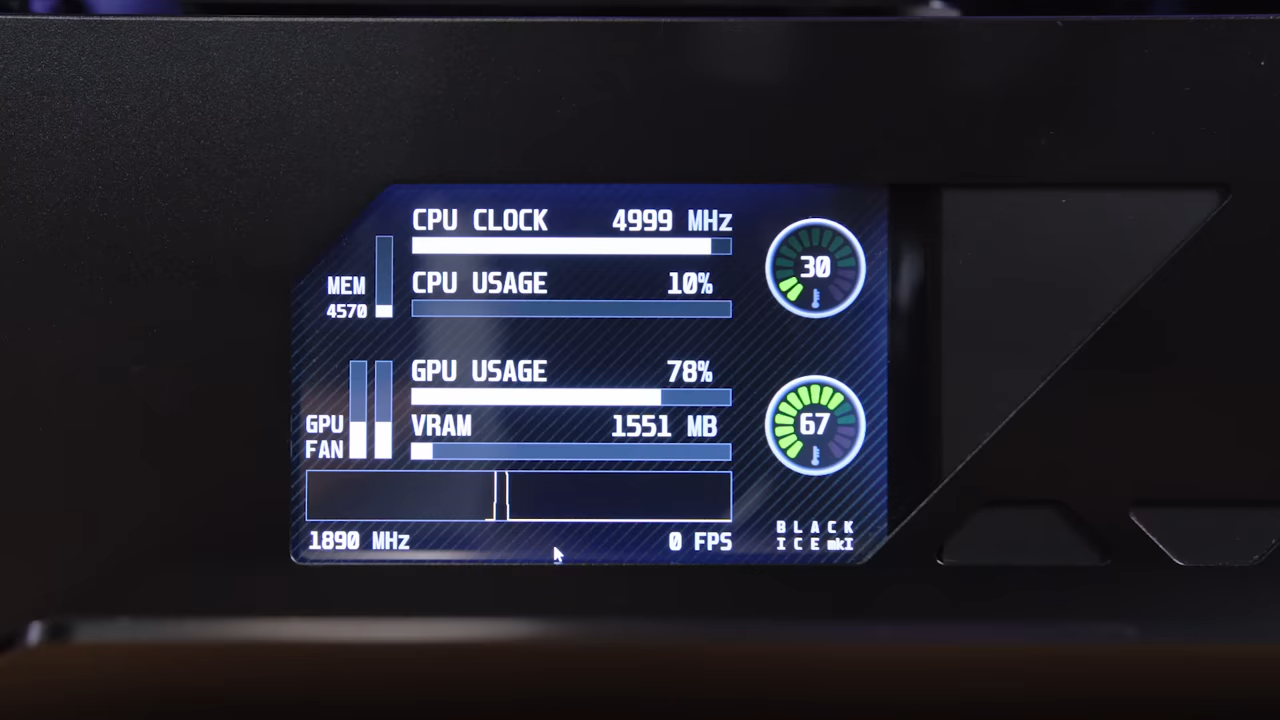 CPU CLOCK 4999 MHz
CPU USAGE 10%
MEM
4570
30
GPU USAGE 78%
VRAM 1551 MB
GPU
FAN
67
1890 MHz 0 FPS
BLACK
ICE mkI